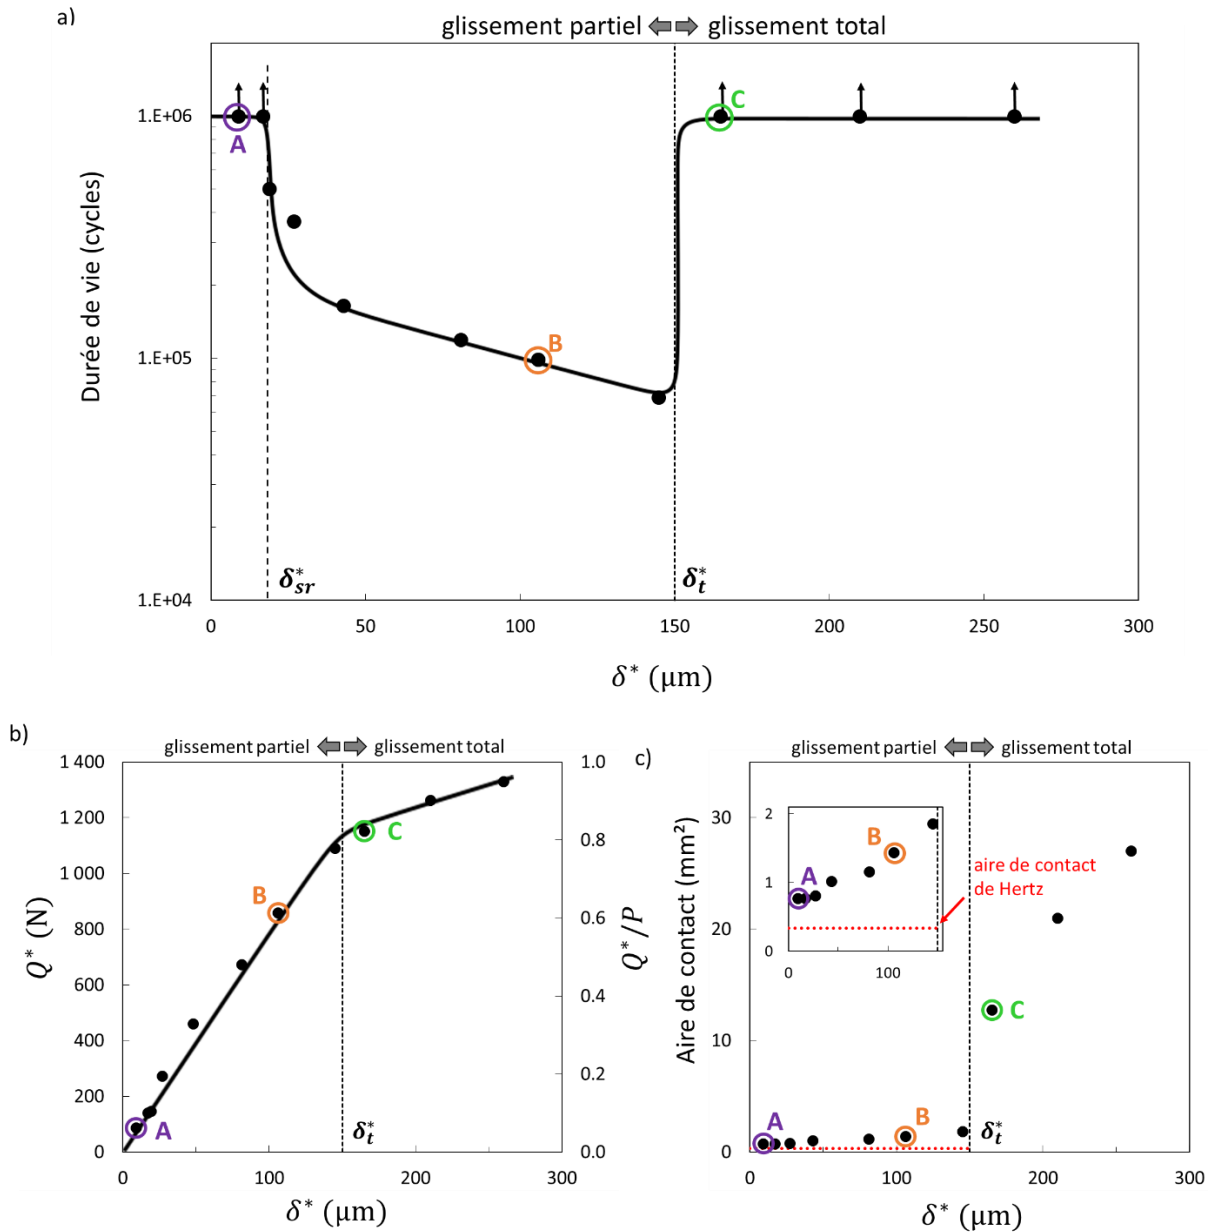 a)
glissement partiel glissement total
1.E+06
1.E+05
1.E+04
Durée de vie (cycles)
A
B
C
δ*sr
δ*t
0 50 100 150 200 250 300
δ* (µm)
b)
glissement partiel glissement total
1 400
1 200
1 000
800
600
400
200
0
Q* (N)
1.0
0.8
0.6
0.4
0.2
0.0
Q*/P
A
B
C
δ*t
0 100 200 300
δ* (µm)
c)
glissement partiel glissement total
30
20
10
0
Aire de contact (mm²)
2
1
0
0 100
A
B
aire de contact
de Hertz
C
A
B
δ*t
0 100 200 300
δ* (µm)